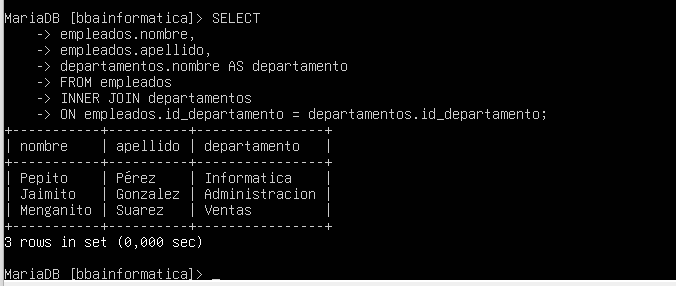 MariaDB [bbainformatica]> SELECT
    -> empleados.nombre,
    -> empleados.apellido,
    -> departamentos.nombre AS departamento
    -> FROM empleados
    -> INNER JOIN departamentos
    -> ON empleados.id_departamento = departamentos.id_departamento;
+-----------+----------+----------------+
| nombre    | apellido | departamento   |
+-----------+----------+----------------+
| Pepito    | Pérez    | Informatica    |
| Jaimito   | Gonzalez | Administracion |
| Menganito | Suarez   | Ventas         |
+-----------+----------+----------------+
3 rows in set (0,000 sec)
MariaDB [bbainformatica]> _